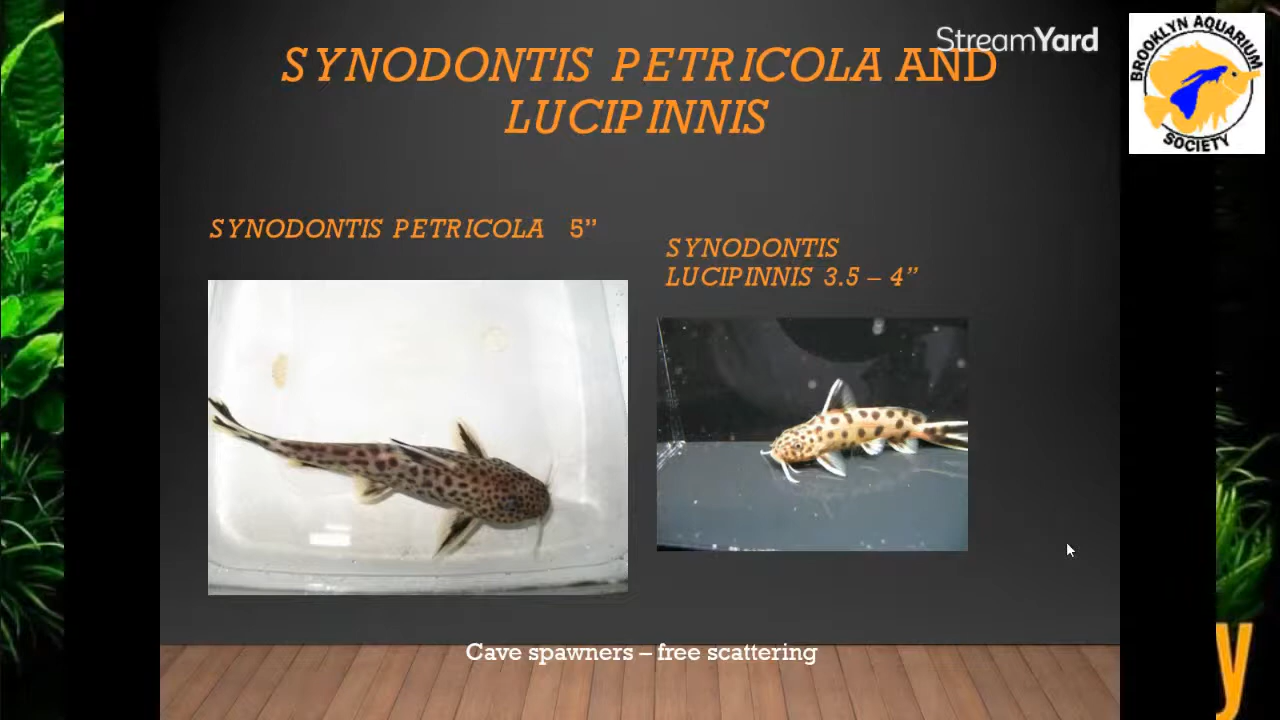 StreamYard
BROOKLYN AQUARIUM
SOCIETY
SYNODONTIS PETRICOLA AND
LUCIPINNIS
SYNODONTIS PETRICOLA 5”
SYNODONTIS
LUCIPINNIS 3.5 – 4”
Cave spawners – free scattering
y